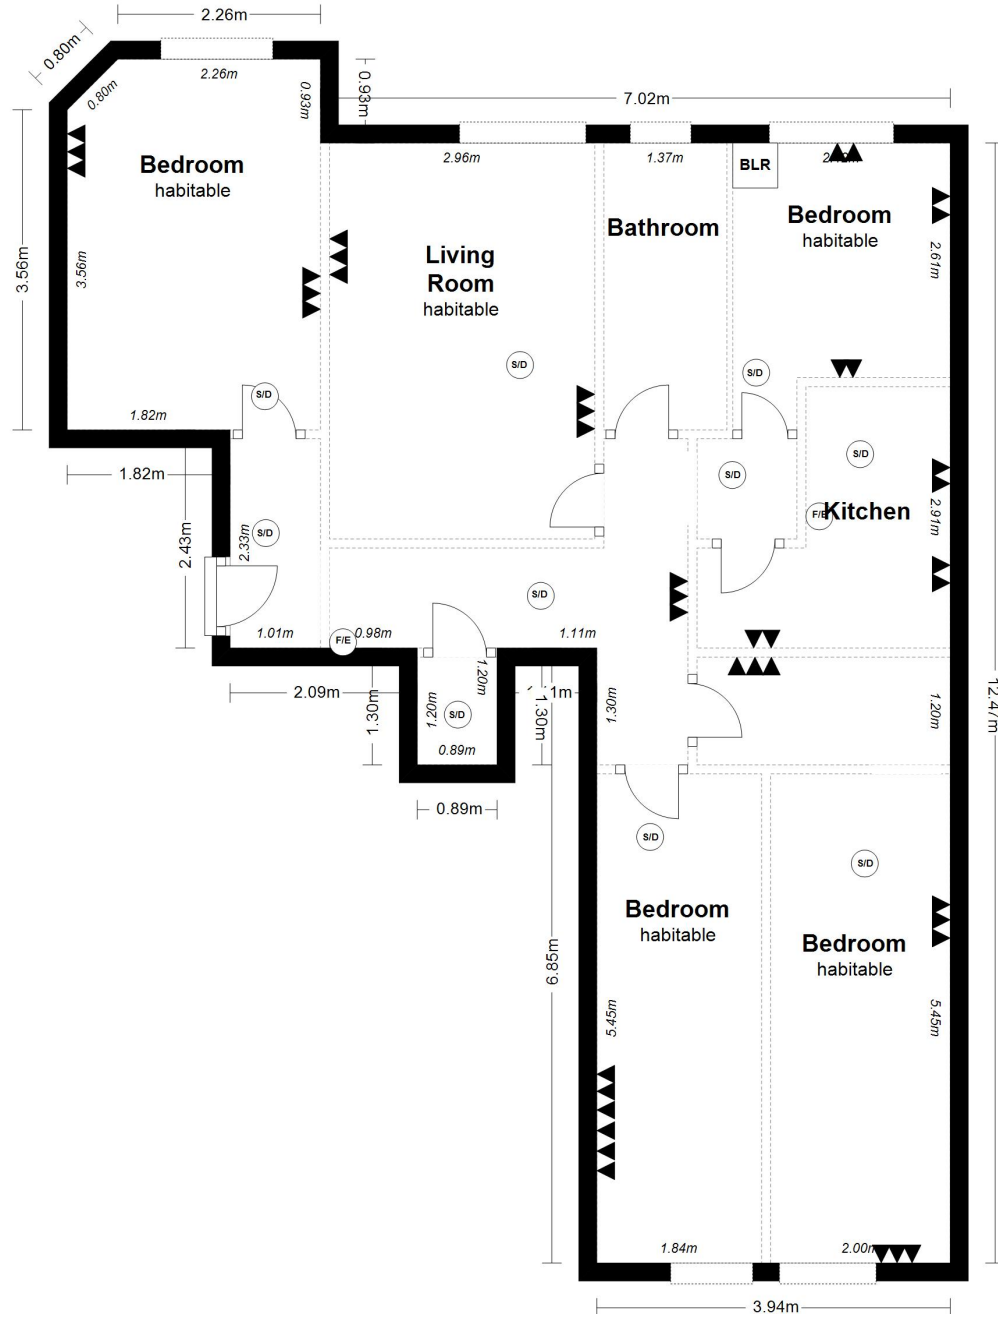 2.26m
0.80m
2.26m
0.80m
0.93m
0.93m
7.02m
2.96m
1.37m
BLR
Bedroom
habitable
Bathroom
Bedroom
habitable
Living
Room
habitable
2.61m
3.56m
3.56m
S/D
S/D
S/D
1.82m
1.82m
S/D
S/D
F/E
Kitchen
2.91m
2.43m
2.33m
S/D
S/D
1.01m
F/E
0.98m
1.11m
2.09m
1.30m
1.20m
1.20m
S/D
0.89m
1.30m
1.30m
1.20m
12.47m
0.89m
S/D
S/D
Bedroom
habitable
Bedroom
habitable
6.85m
5.45m
5.45m
1.84m
2.00m
3.94m